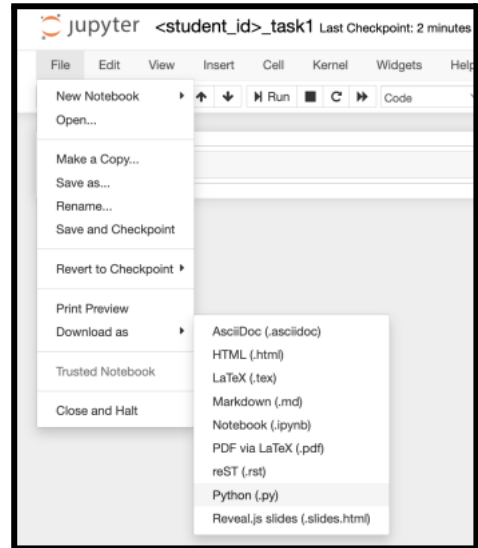 jupyter <student_id>_task1 Last Checkpoint: 2 minutes
File Edit View Insert Cell Kernel Widgets Help
New Notebook Run Code
Open...
Make a Copy...
Save as...
Rename...
Save and Checkpoint
Revert to Checkpoint
Print Preview
Download as
Trusted Notebook
Close and Halt
AsciiDoc (.asciidoc)
HTML (.html)
LaTeX (.tex)
Markdown (.md)
Notebook (.ipynb)
PDF via LaTeX (.pdf)
reST (.rst)
Python (.py)
Reveal.js slides (.slides.html)